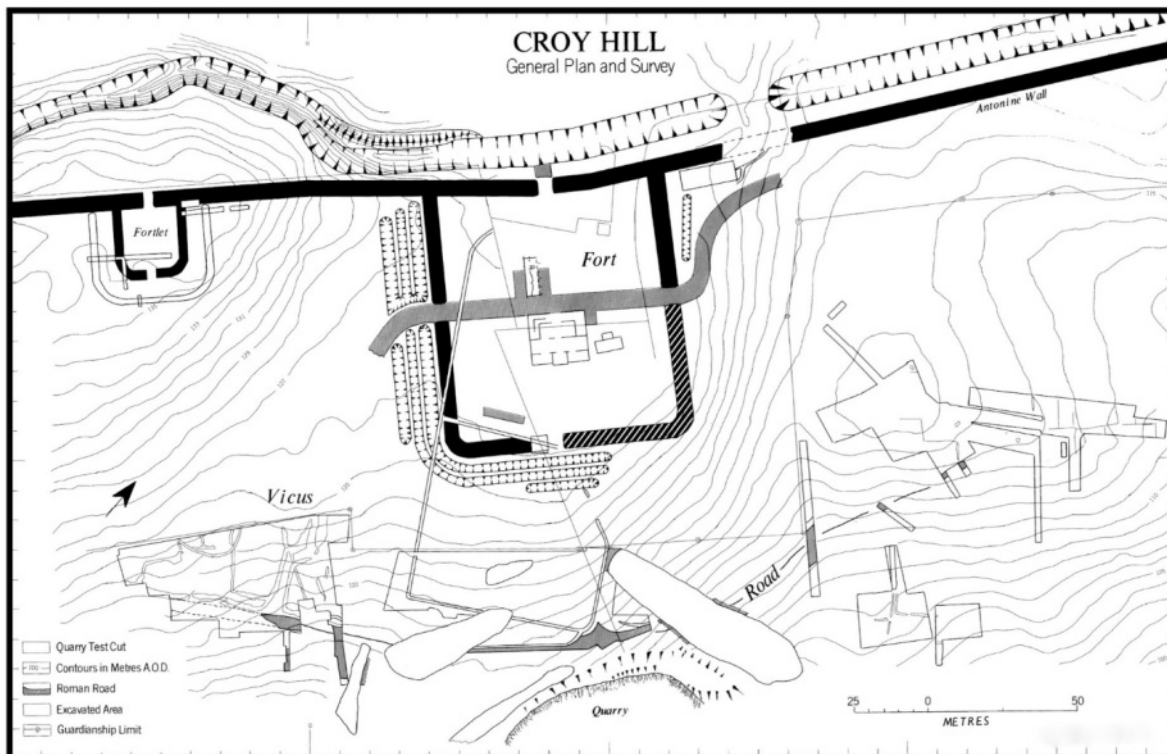 CROY HILL
General Plan and Survey
Antonine Wall
Fortlet
Fort
Vicus
Road
Quarry
Quarry Test Cut
100 Contours in Metres A.O.D.
Roman Road
Excavated Area
Guardianship Limit
25 0 50
METRES